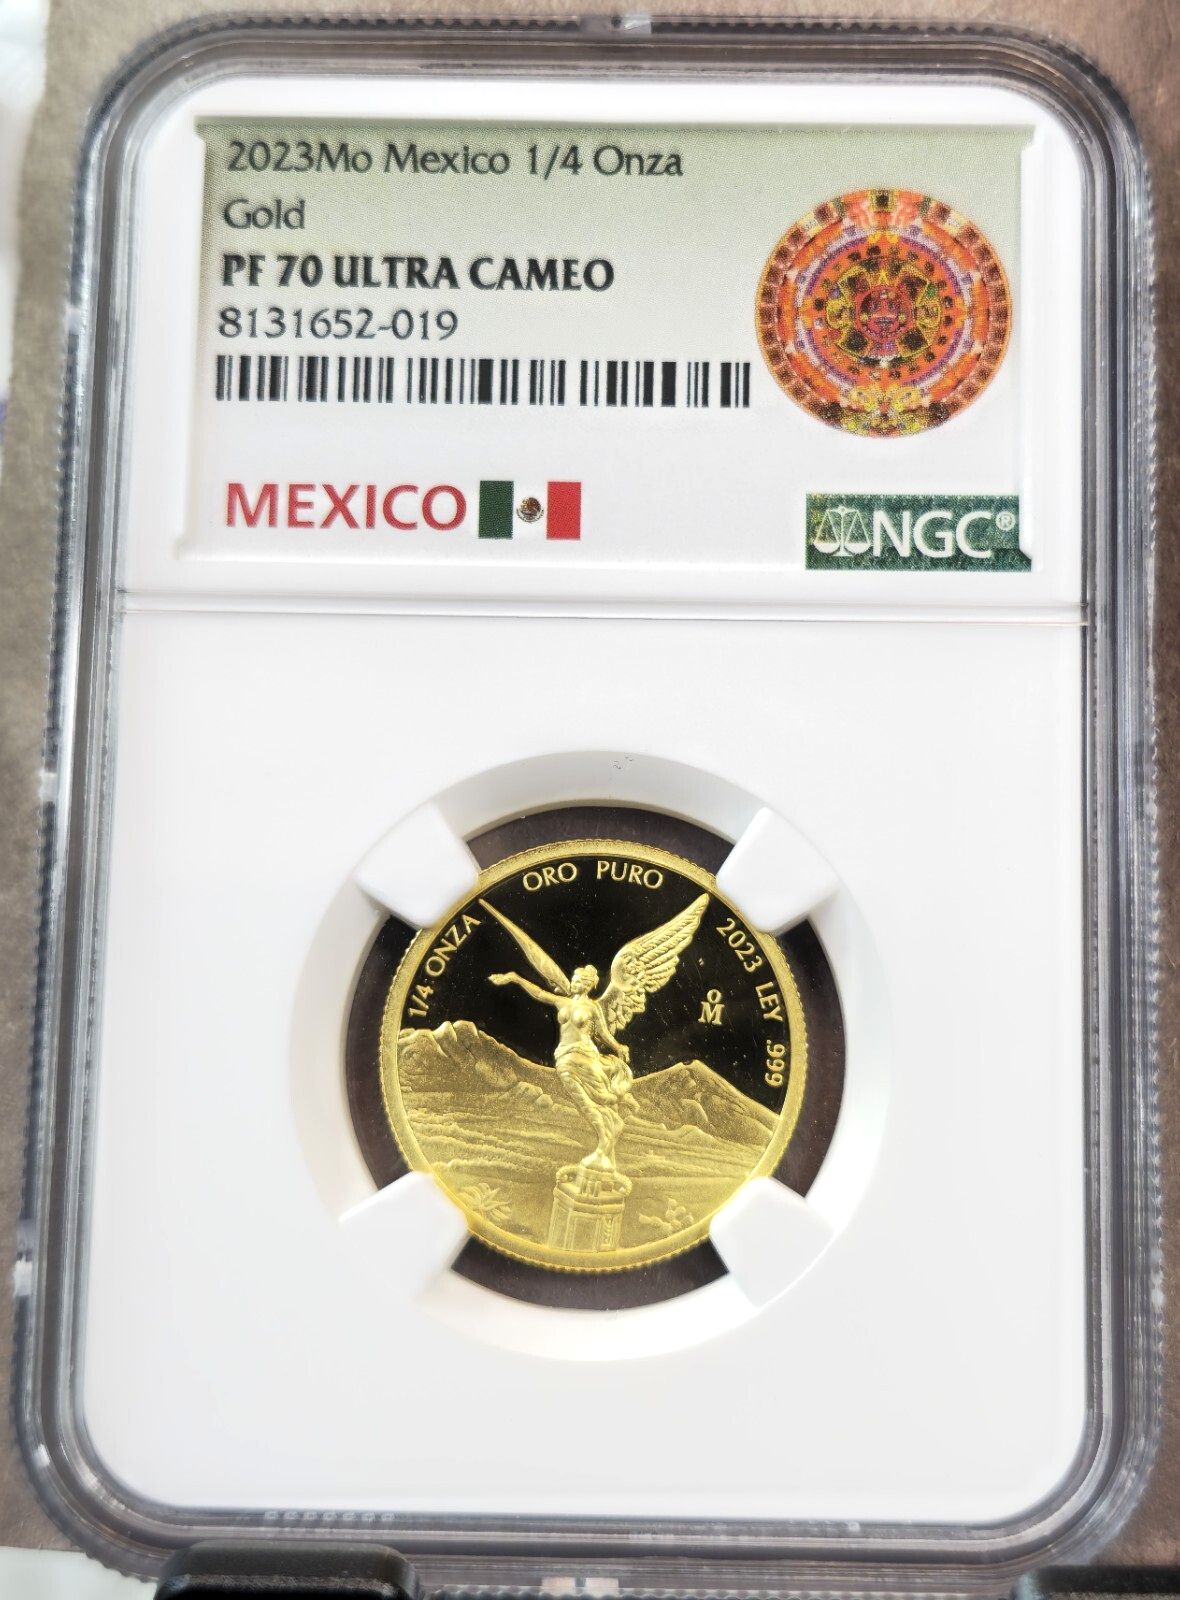 2023Mo Mexico 1/4 Onza
Gold
PF 70 ULTRA CAMEO
8131652-019
MEXICO
NGC®
1/4 ONZA ORO PURO 2023 LEY .999
Mo